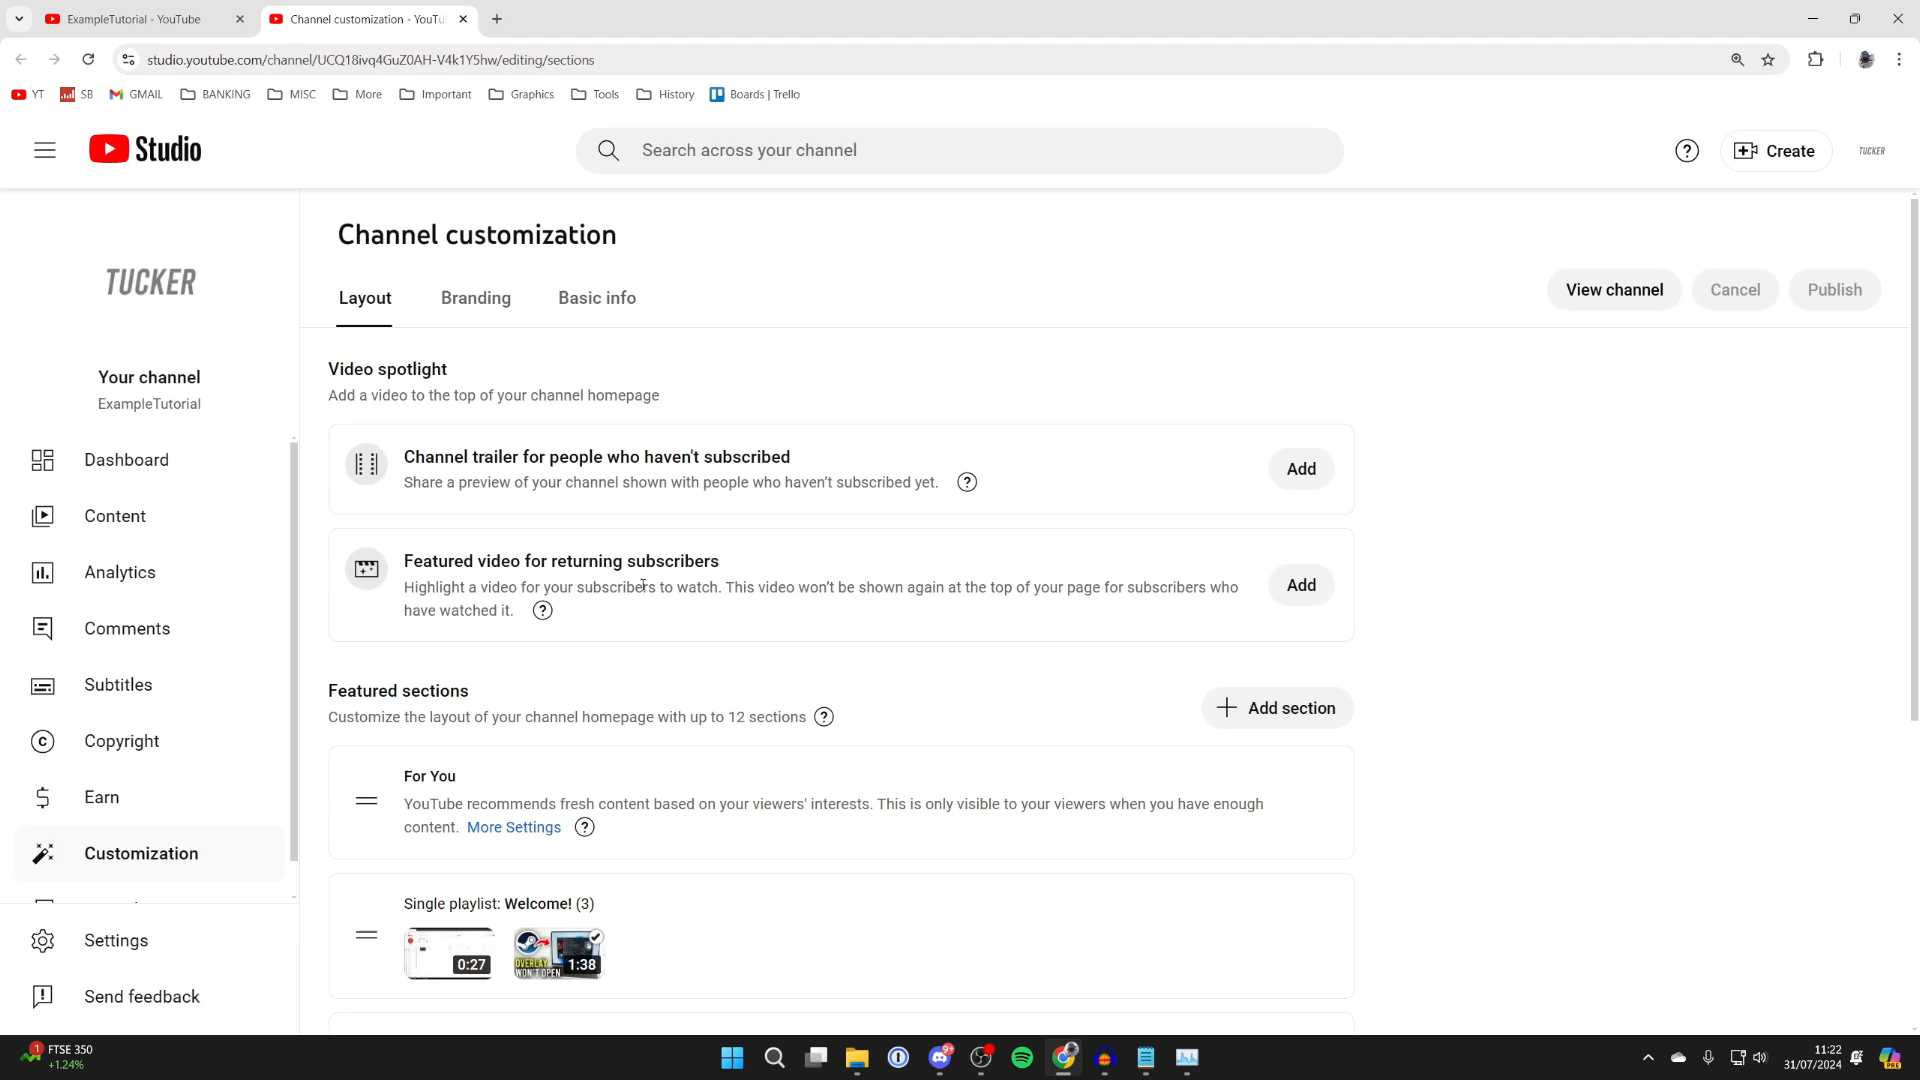 ExampleTutorial - YouTube
Channel customization - YouTu
studio.youtube.com/channel/UCQ18ivq4GuZ0AH-V4k1Y5hw/editing/sections
YT
SB
GMAIL
BANKING
MISC
More
Important
Graphics
Tools
History
Boards | Trello
Studio
Search across your channel
?
Create
TUCKER
TUCKER
Your channel
ExampleTutorial
Dashboard
Content
Analytics
Comments
Subtitles
Copyright
Earn
Customization
Settings
Send feedback
Channel customization
Layout
Branding
Basic info
View channel
Cancel
Publish
Video spotlight
Add a video to the top of your channel homepage
Channel trailer for people who haven't subscribed
Share a preview of your channel shown with people who haven't subscribed yet. ?
Add
Featured video for returning subscribers
Highlight a video for your subscribers to watch. This video won't be shown again at the top of your page for subscribers who
have watched it. ?
Add
Featured sections
Customize the layout of your channel homepage with up to 12 sections ?
Add section
For You
YouTube recommends fresh content based on your viewers' interests. This is only visible to your viewers when you have enough
content. More Settings ?
Single playlist: Welcome! (3)
0:27
OVERLAY
WON'T OPEN
1:38
1
FTSE 350
+1.24%
9+
11:22
31/07/2024
PRE